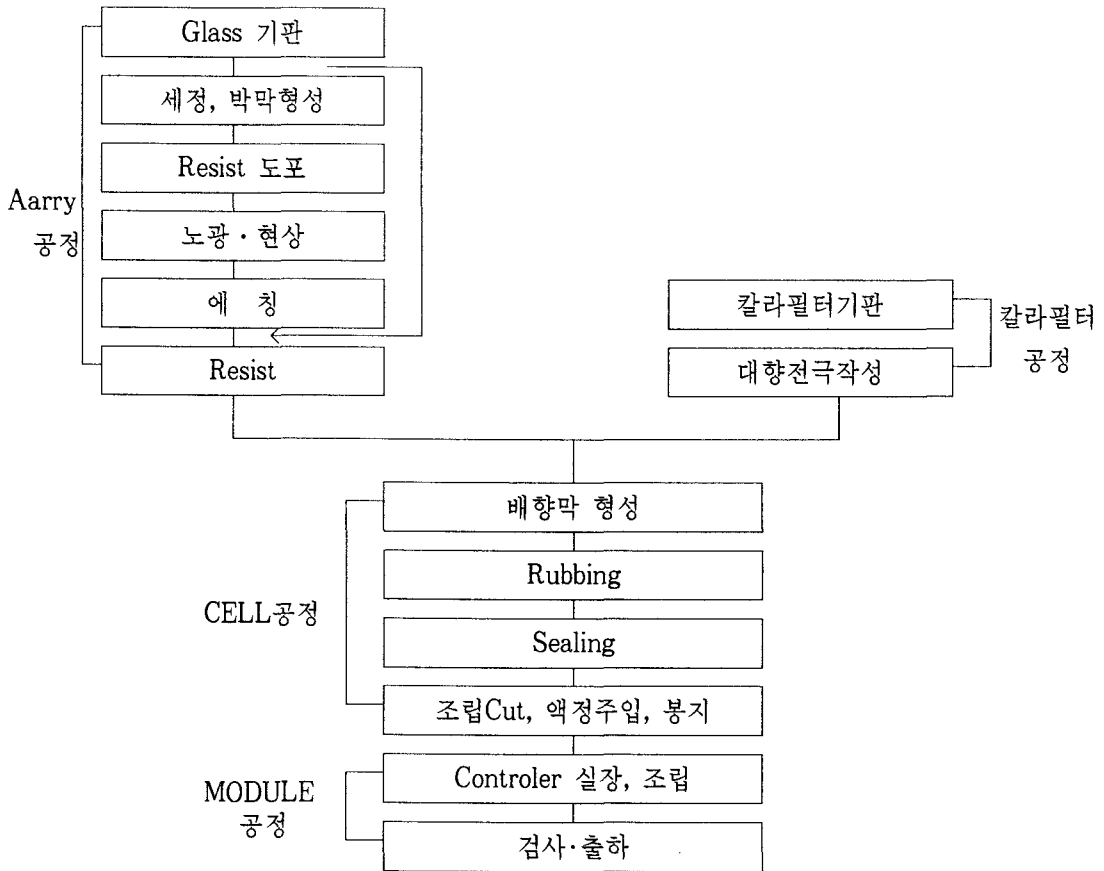 Glass 기판
세정, 박막형성
Resist 도포
Aarry
공정
노광·현상
에 칭
Resist
칼라필터기판
칼라필터
공정
대향전극작성
배향막 형성
Rubbing
CELL공정
Sealing
조립Cut, 액정주입, 봉지
MODULE
공정
Controler 실장, 조립
검사·출하